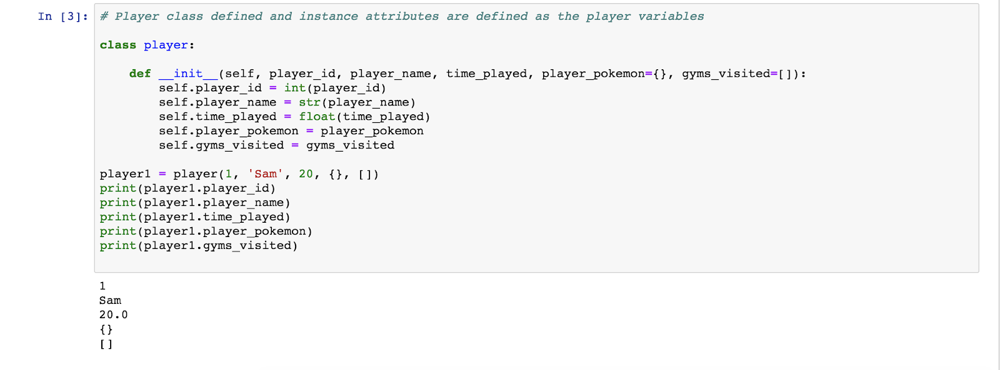 In [3]:
# Player class defined and instance attributes are defined as the player variables
class player:
    def __init__(self, player_id, player_name, time_played, player_pokemon={}, gyms_visited=[]):
        self.player_id = int(player_id)
        self.player_name = str(player_name)
        self.time_played = float(time_played)
        self.player_pokemon = player_pokemon
        self.gyms_visited = gyms_visited
player1 = player(1, 'Sam', 20, {}, [])
print(player1.player_id)
print(player1.player_name)
print(player1.time_played)
print(player1.player_pokemon)
print(player1.gyms_visited)
1
Sam
20.0
{}
[]